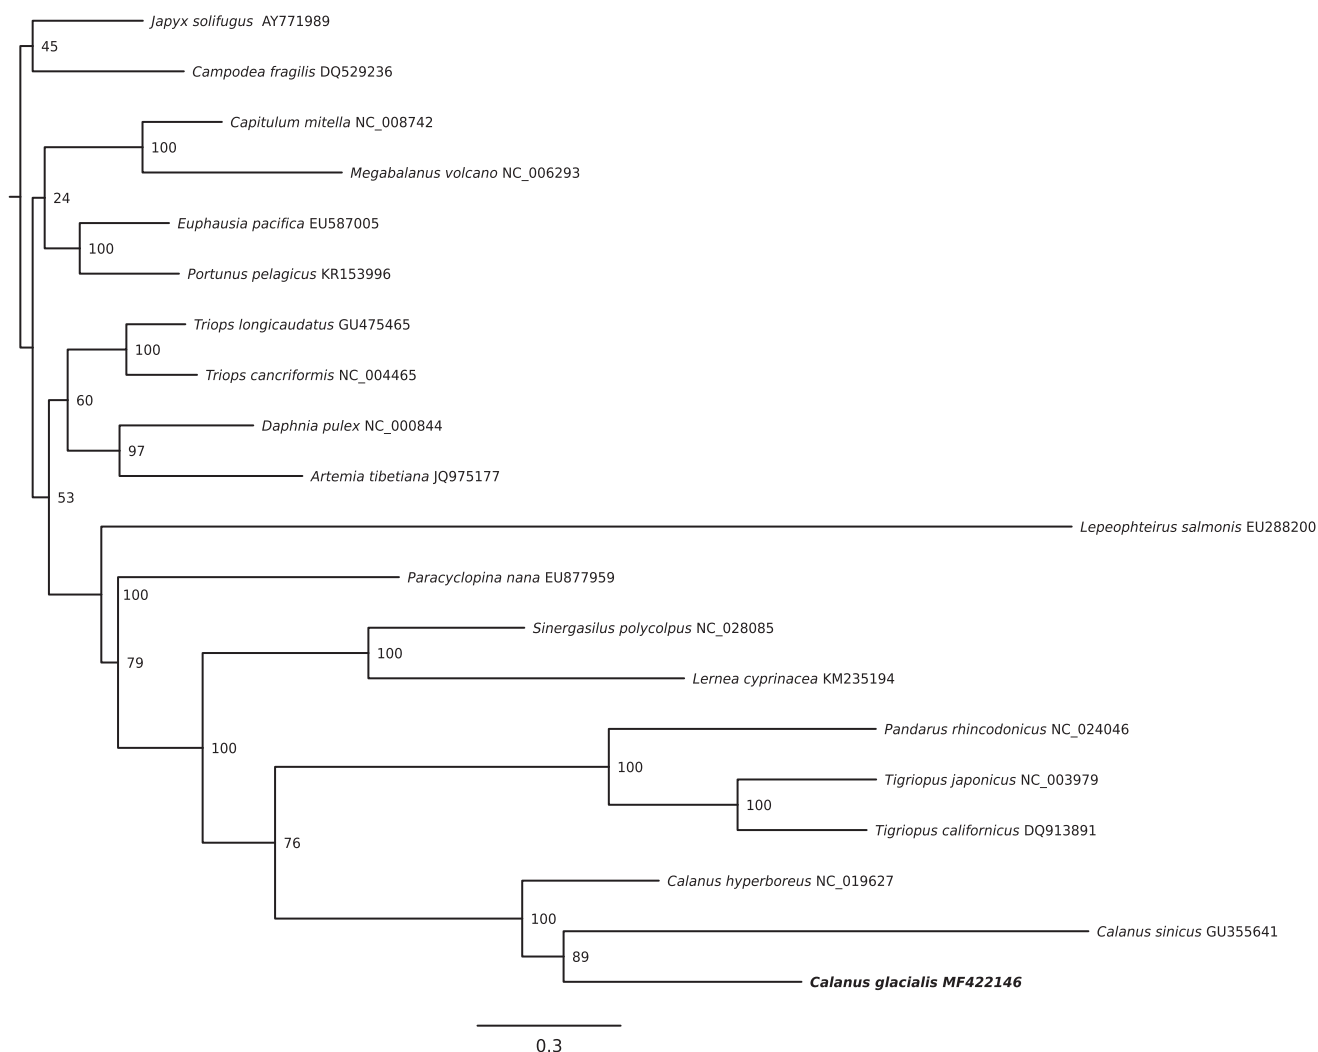 Japyx solifugus AY771989
45
Campodea fragilis DQ529236
Capitulum mitella NC_008742
100
Megabalanus volcano NC_006293
24
Euphausia pacifica EU587005
100
Portunus pelagicus KR153996
Triops longicaudatus GU475465
100
Triops cancriformis NC_004465
60
Daphnia pulex NC_000844
97
Artemia tibetiana JQ975177
53
Lepeophteirus salmonis EU288200
Paracyclopina nana EU877959
100
Sinergasilus polycolpus NC_028085
100
79
Lernea cyprinacea KM235194
Pandarus rhincodonicus NC_024046
100
100
Tigriopus japonicus NC_003979
100
Tigriopus californicus DQ913891
76
Calanus hyperboreus NC_019627
100
Calanus sinicus GU355641
89
Calanus glacialis MF422146
0.3